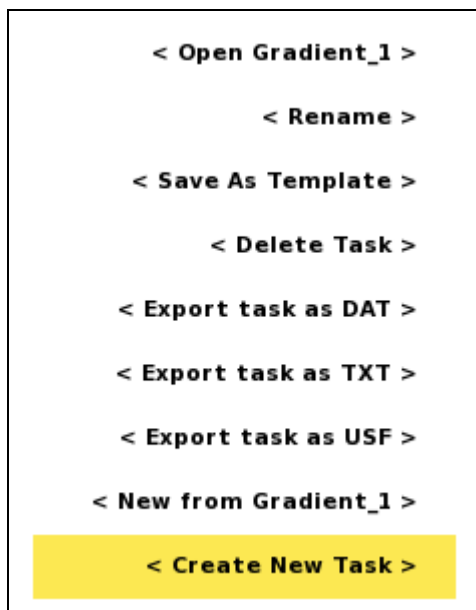 < Open Gradient_1 >
< Rename >
< Save As Template >
< Delete Task >
< Export task as DAT >
< Export task as TXT >
< Export task as USF >
< New from Gradient_1 >
< Create New Task >